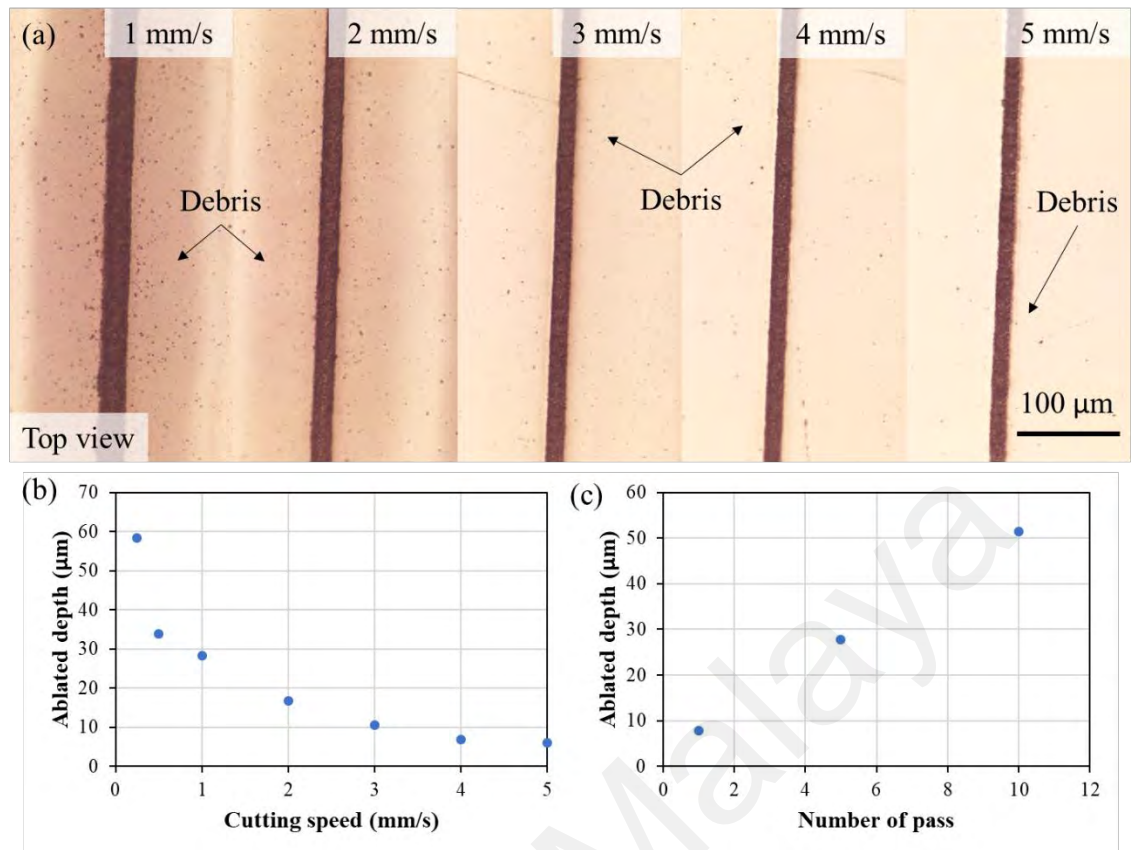 (a)
1 mm/s
2 mm/s
3 mm/s
4 mm/s
5 mm/s
Debris
Debris
Debris
Top view
100 µm
(b)
70
60
50
40
30
20
10
0
Ablated depth (µm)
0 1 2 3 4 5
Cutting speed (mm/s)
(c)
60
50
40
30
20
10
0
Ablated depth (µm)
0 2 4 6 8 10 12
Number of pass
Malaya